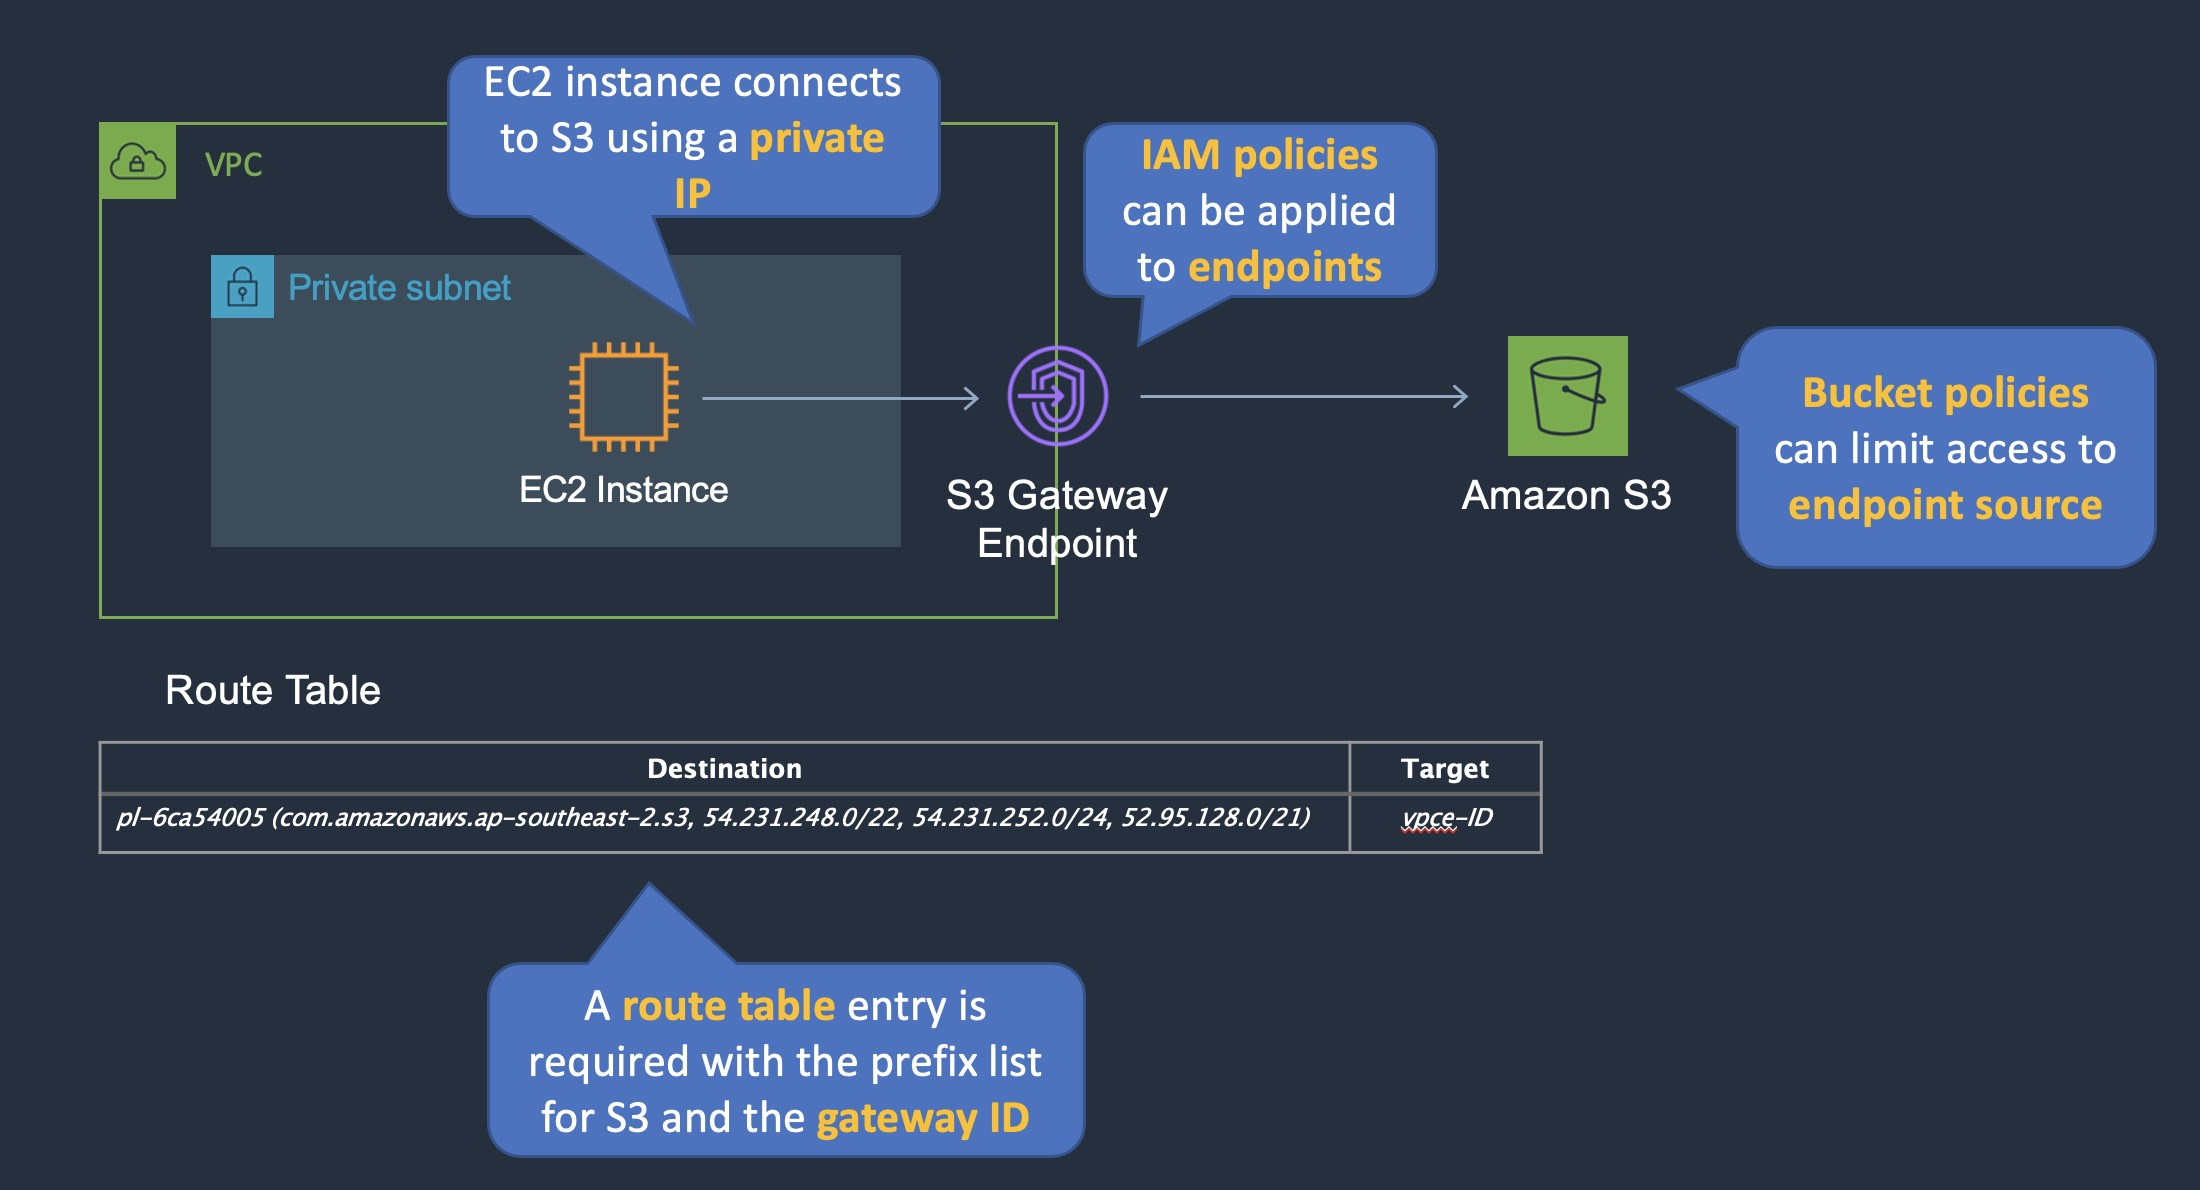 EC2 instance connects
to S3 using a private
IP
VPC
IAM policies
can be applied
to endpoints
Private subnet
Bucket policies
can limit access to
endpoint source
EC2 Instance
S3 Gateway
Endpoint
Amazon S3
Route Table
Destination Target
pl-6ca54005 (com.amazonaws.ap-southeast-2.s3, 54.231.248.0/22, 54.231.252.0/24, 52.95.128.0/21) vpce-ID
A route table entry is
required with the prefix list
for S3 and the gateway ID